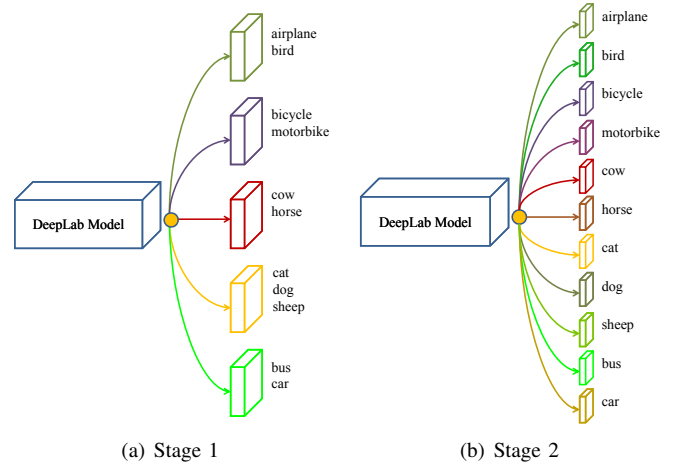 airplane
bird
bicycle
motorbike
DeepLab Model
cow
horse
cat
dog
sheep
bus
car
(a) Stage 1
airplane
bird
bicycle
motorbike
cow
DeepLab Model
horse
cat
dog
sheep
bus
car
(b) Stage 2